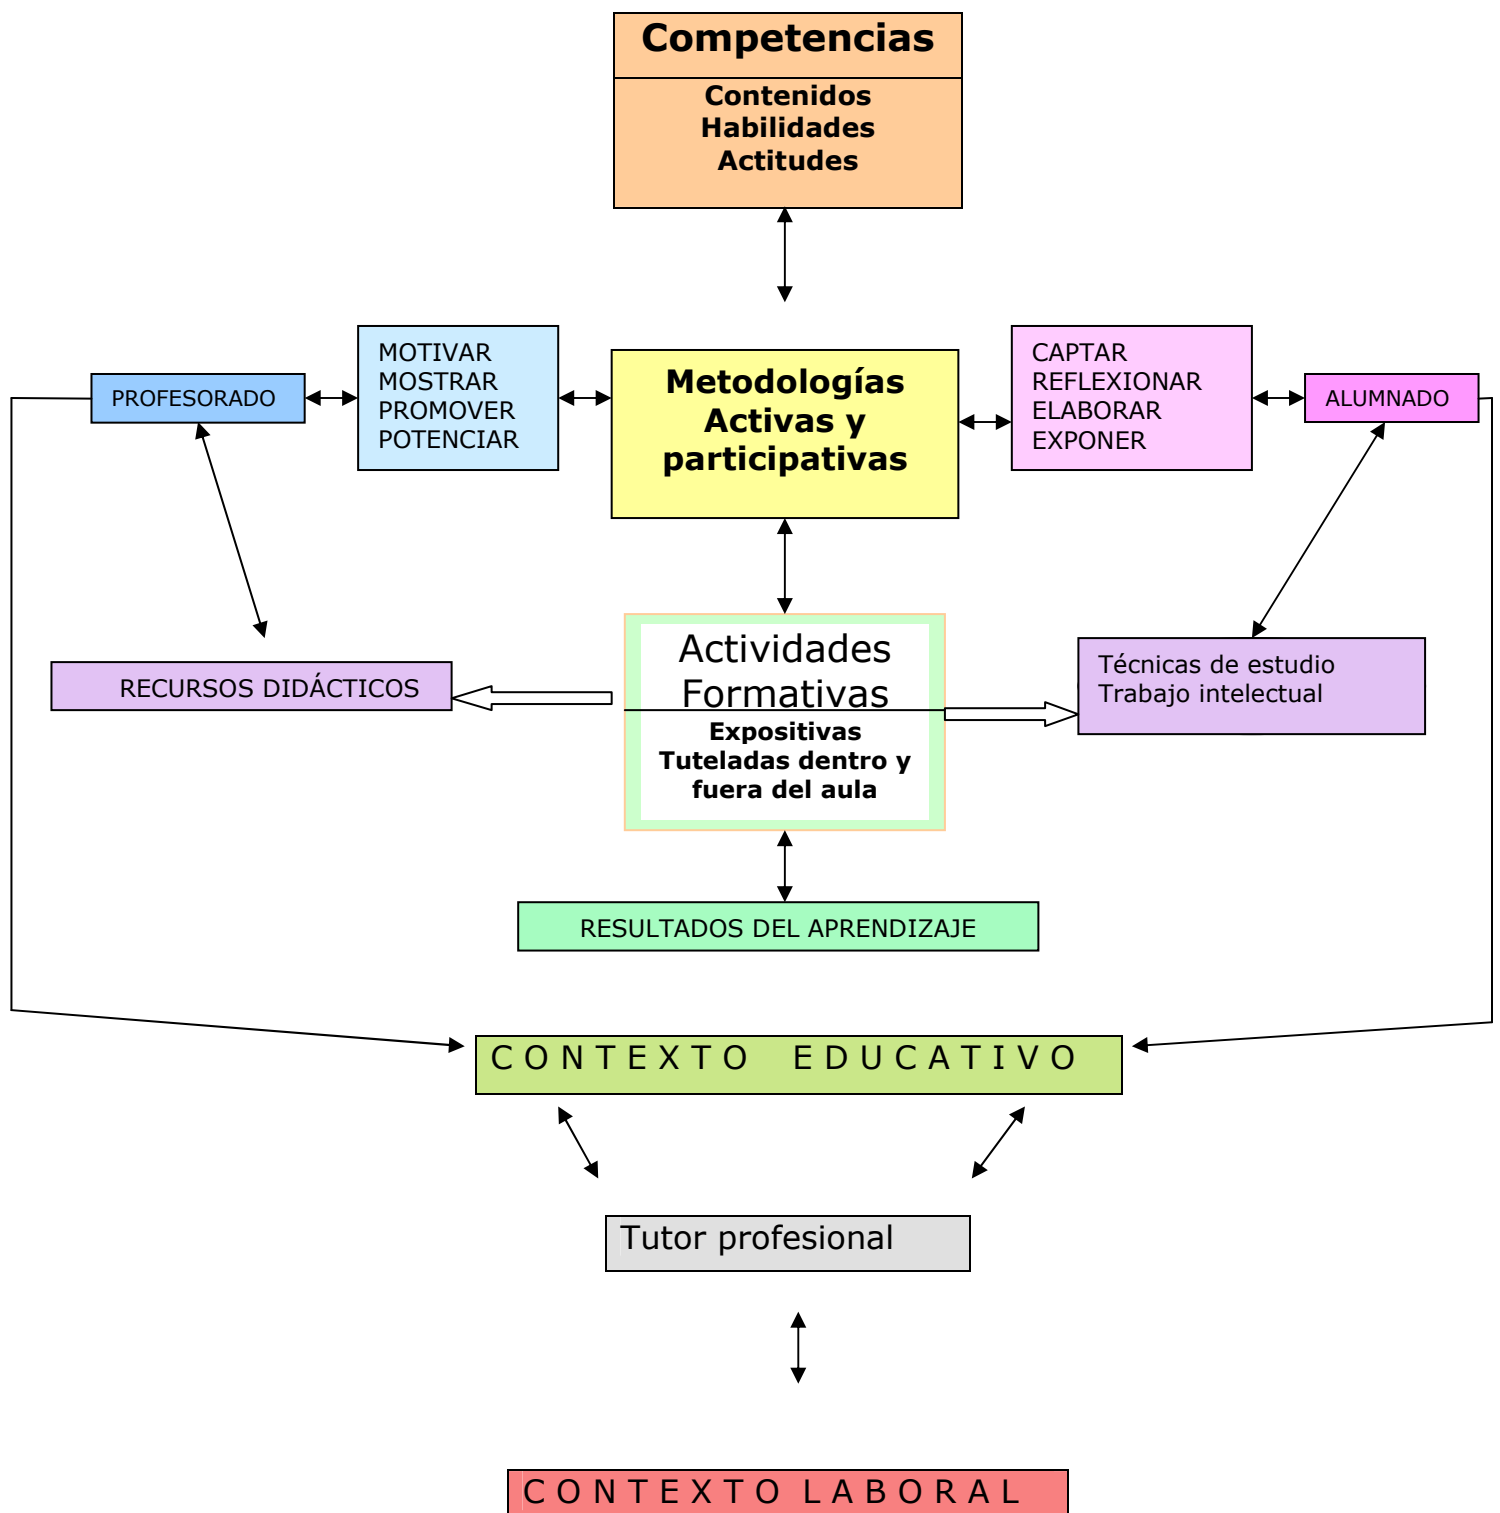 Competencias
Contenidos
Habilidades
Actitudes
PROFESORADO
MOTIVAR
MOSTRAR
PROMOVER
POTENCIAR
Metodologías
Activas y
participativas
CAPTAR
REFLEXIONAR
ELABORAR
EXPONER
ALUMNADO
RECURSOS DIDÁCTICOS
Actividades
Formativas
Expositivas
Tuteladas dentro y
fuera del aula
Técnicas de estudio
Trabajo intelectual
RESULTADOS DEL APRENDIZAJE
C O N T E X T O E D U C A T I V O
Tutor profesional
C O N T E X T O L A B O R A L